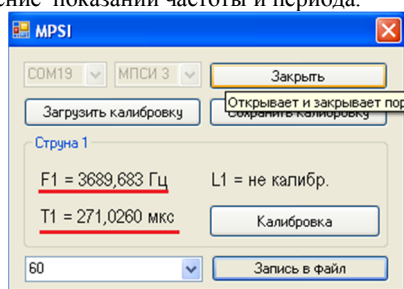 ение показаний частоты и периода.
MPSI
COM19 МПСИ 3 Закрыть
Загрузить калибровку Сохранить калибровку
Открывает и закрывает пор
Струна 1
F1 = 3689,683 Гц L1 = не калибр.
T1 = 271,0260 мкс Калибровка
60 Запись в файл